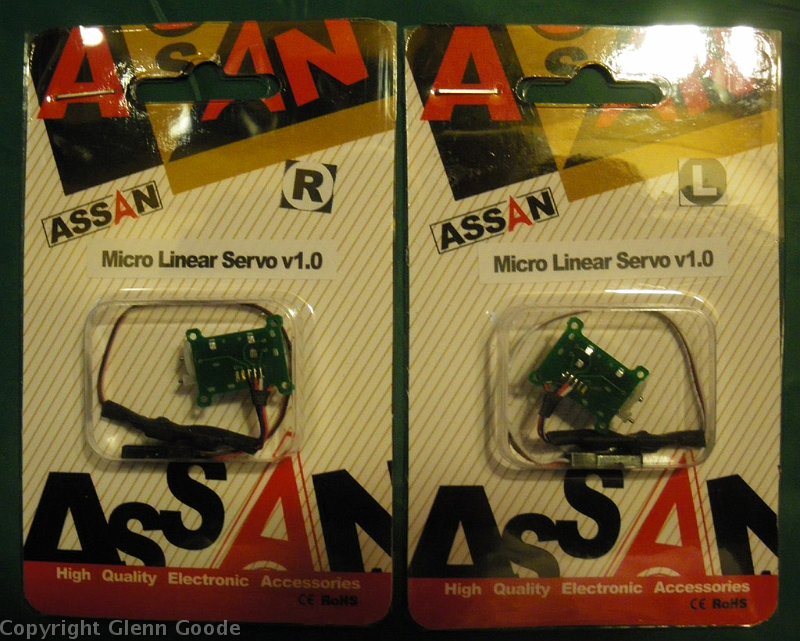 ASSAN
R
ASSAN
Micro Linear Servo v1.0
ASSAN
High Quality Electronic Accessories
CE RoHS
ASSAN
L
ASSAN
Micro Linear Servo v1.0
ASSAN
High Quality Electronic Accessories
CE RoHS
Copyright Glenn Goode